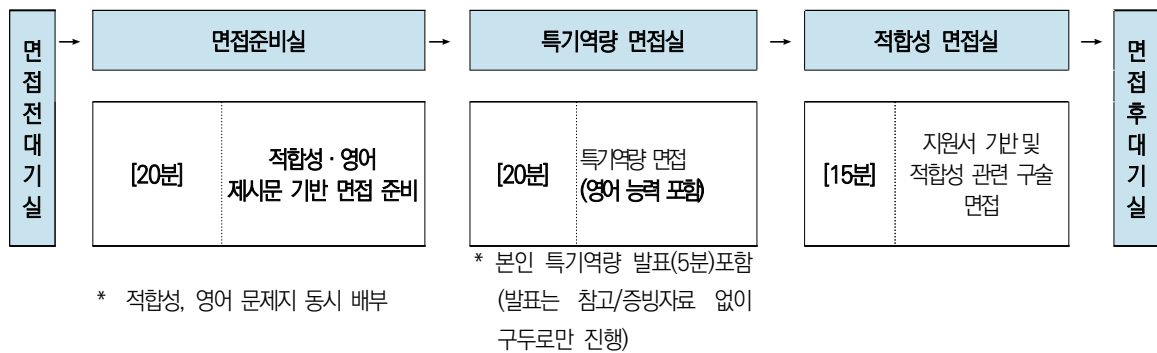 면접전대기실
→
면접준비실
→
특기역량 면접실
→
적합성 면접실
→
면접후대기실
[20분]
적합성 · 영어
제시문 기반 면접 준비
[20분]
특기역량 면접
(영어 능력 포함)
[15분]
지원서 기반 및
적합성 관련 구술
면접
* 적합성, 영어 문제지 동시 배부
* 본인 특기역량 발표(5분)포함
(발표는 참고/증빙자료 없이
구두로만 진행)